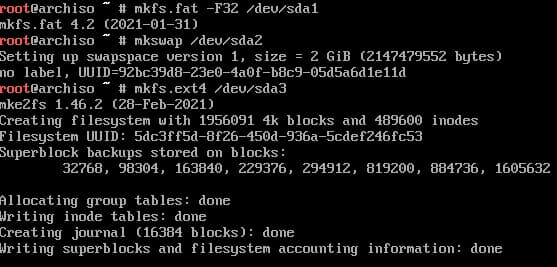 root@archiso ~ # mkfs.fat -F32 /dev/sda1
mkfs.fat 4.2 (2021-01-31)
root@archiso ~ # mkswap /dev/sda2
Setting up swapspace version 1, size = 2 GiB (2147479552 bytes)
no label, UUID=92bc39d8-23e0-4a0f-b8c9-05d5a6d1e11d
root@archiso ~ # mkfs.ext4 /dev/sda3
mke2fs 1.46.2 (28-Feb-2021)
Creating filesystem with 1956091 4k blocks and 489600 inodes
Filesystem UUID: 5dc3ff5d-8f26-450d-936a-5cdef246fc53
Superblock backups stored on blocks:
32768, 98304, 163840, 229376, 294912, 819200, 884736, 1605632
Allocating group tables: done
Writing inode tables: done
Creating journal (16384 blocks): done
Writing superblocks and filesystem accounting information: done